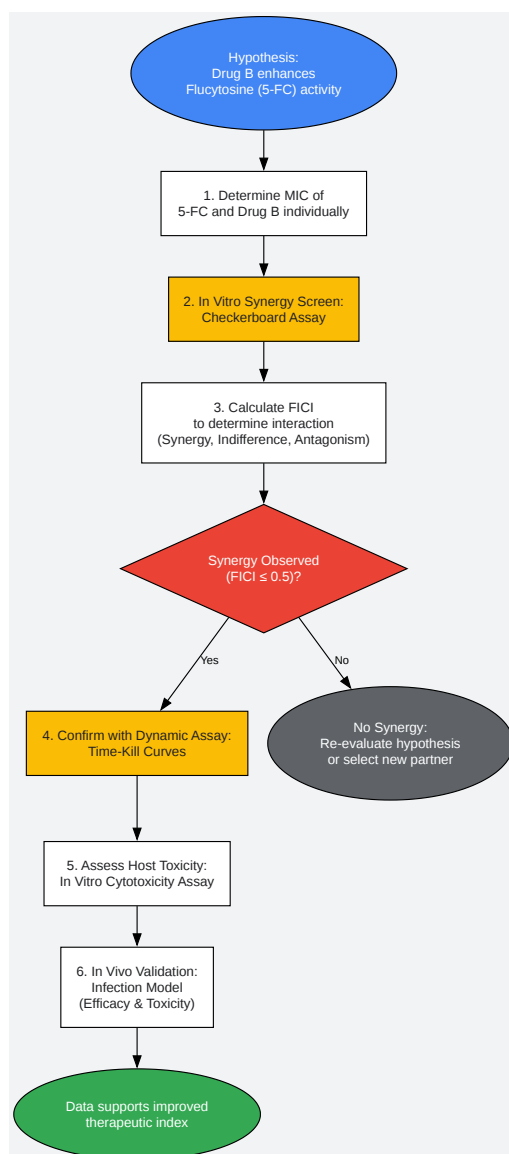 Hypothesis:
Drug B enhances
Flucytosine (5-FC) activity
1. Determine MIC of
5-FC and Drug B individually
2. In Vitro Synergy Screen:
Checkerboard Assay
3. Calculate FICI
to determine interaction
(Synergy, Indifference, Antagonism)
Synergy Observed
(FICI ≤ 0.5)?
Yes
No
4. Confirm with Dynamic Assay:
Time-Kill Curves
No Synergy:
Re-evaluate hypothesis
or select new partner
5. Assess Host Toxicity:
In Vitro Cytotoxicity Assay
6. In Vivo Validation:
Infection Model
(Efficacy & Toxicity)
Data supports improved
therapeutic index